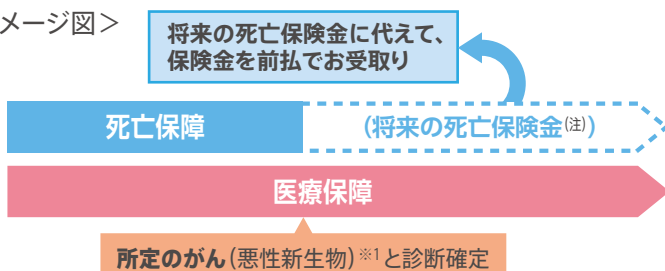 メージ図＞
将来の死亡保険金に代えて、
保険金を前払でお受取り
死亡保障
(将来の死亡保険金(注))
医療保障
所定のがん(悪性新生物)※1と診断確定